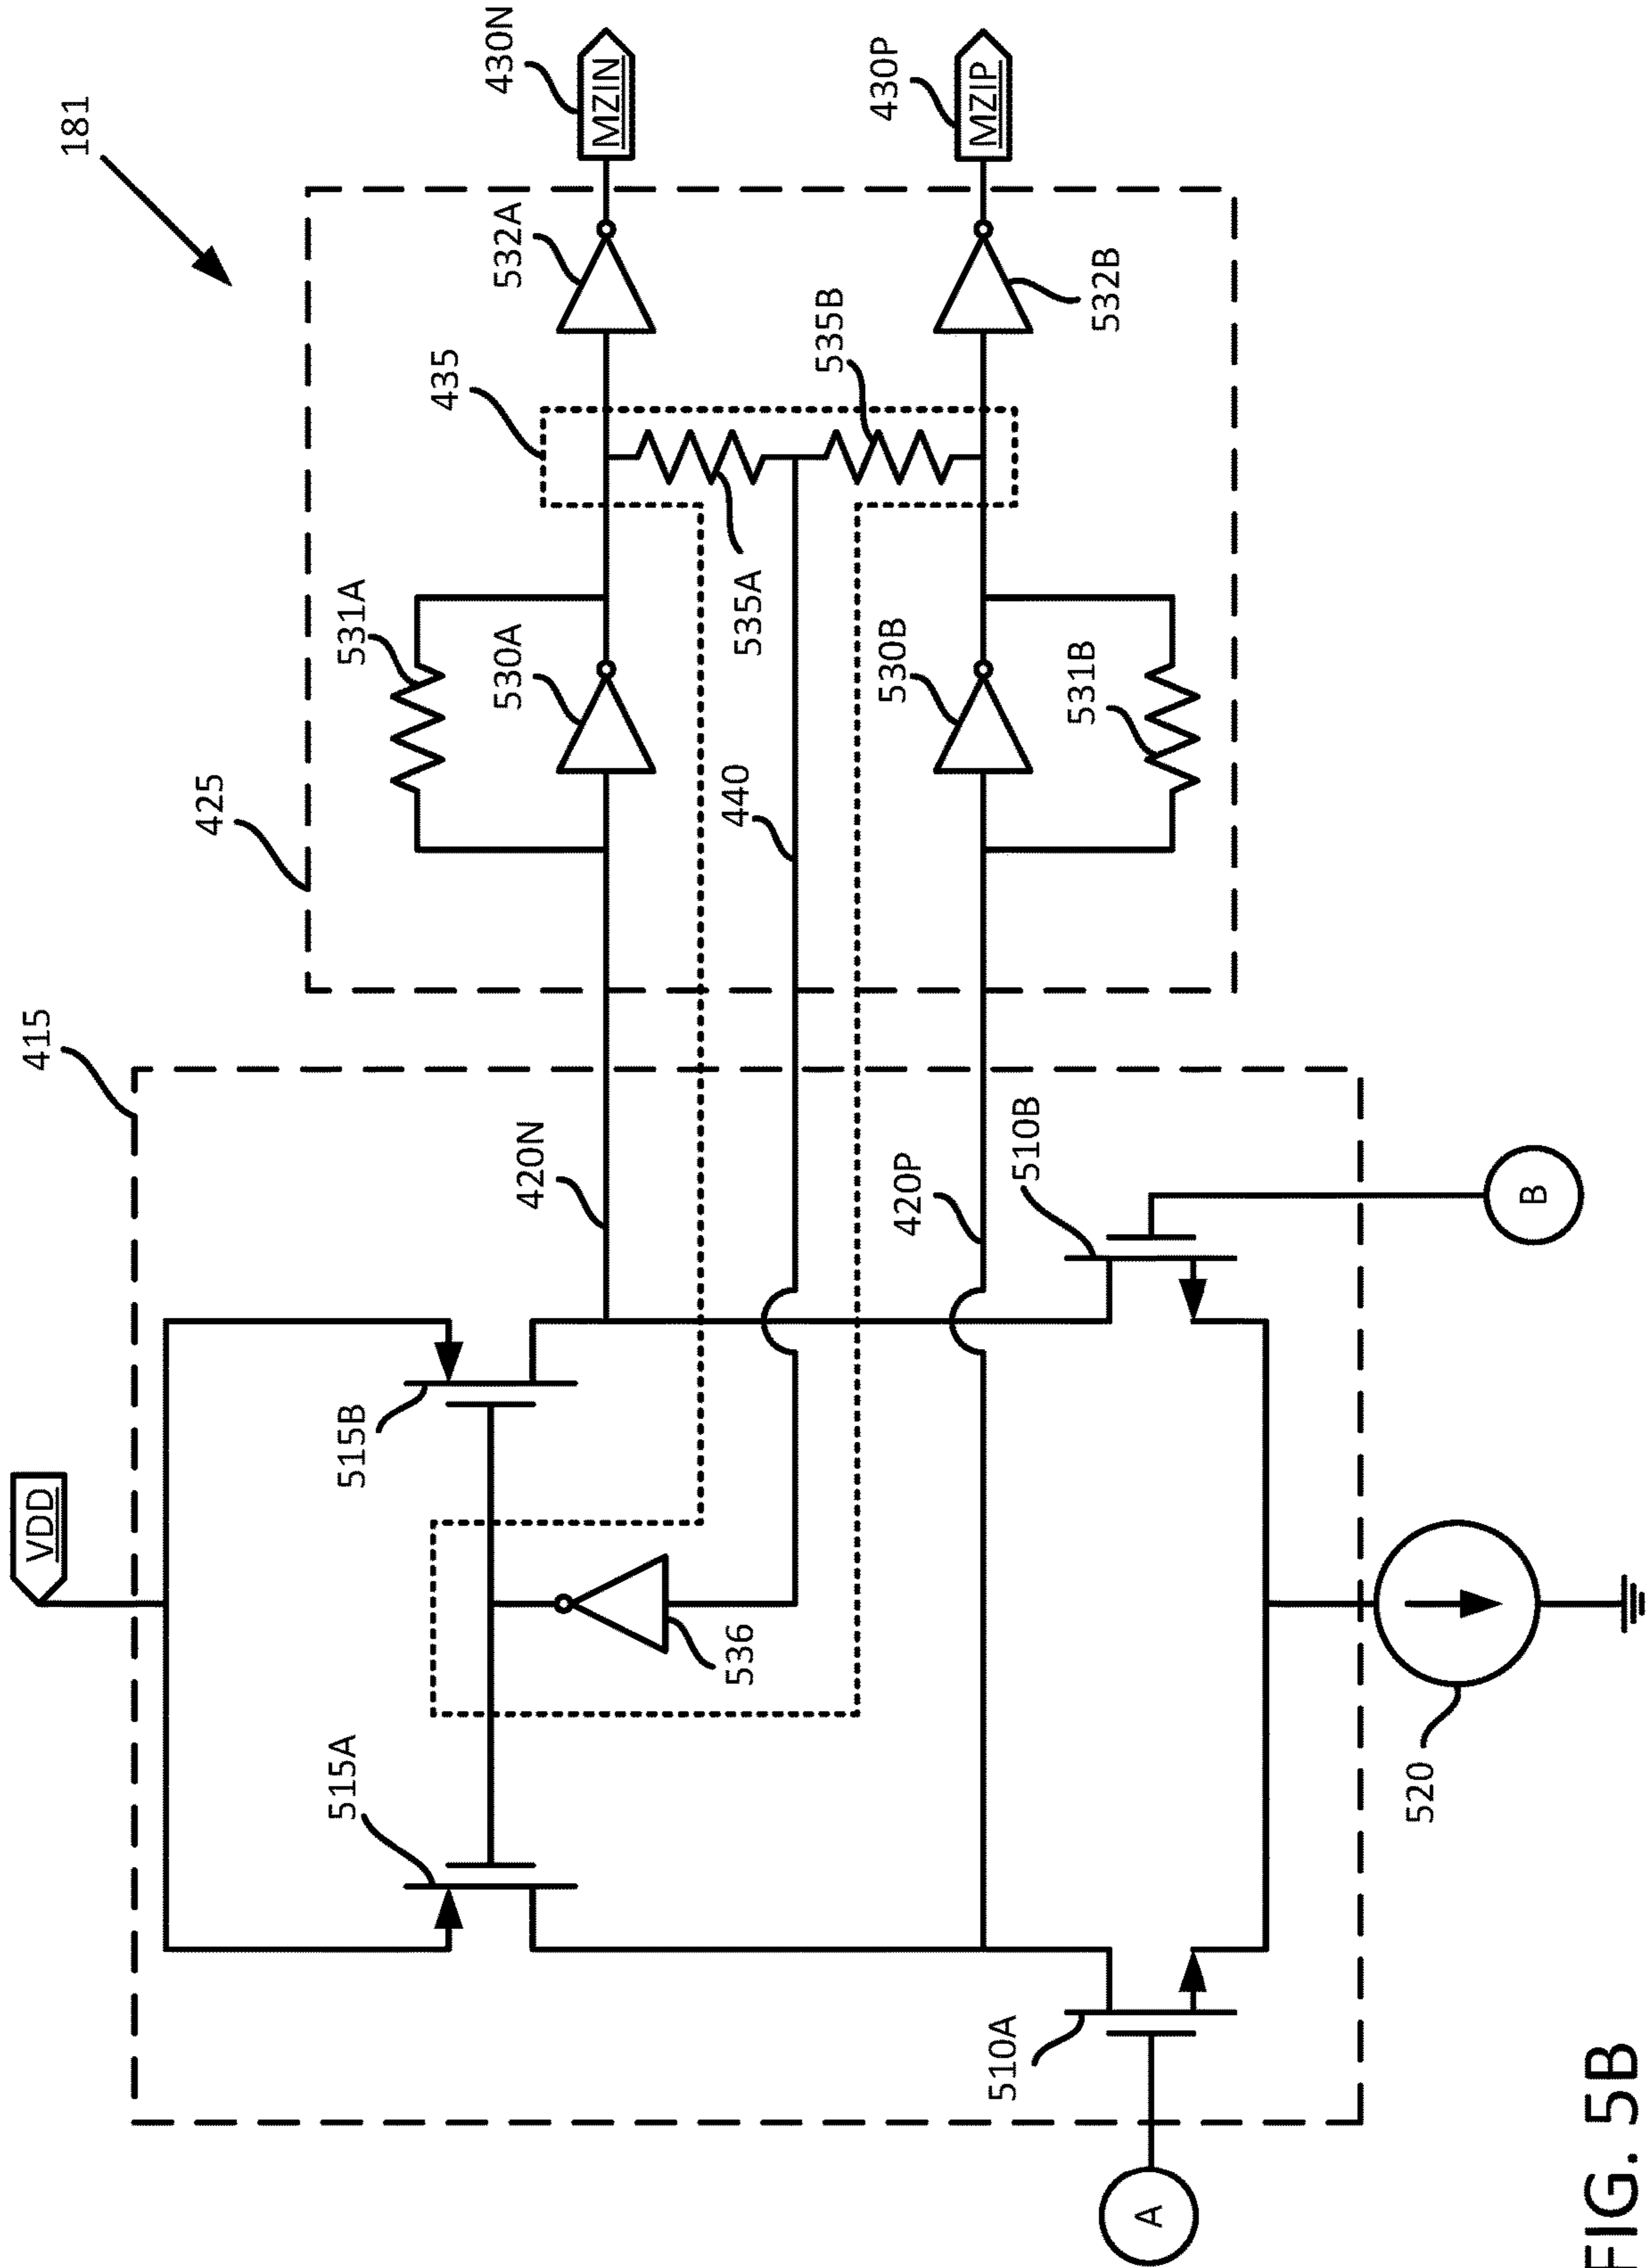 181
VDD
415
425
430N
MZIN
532A
531A
530A
435
515B
420N
515A
536
440
535A
535B
430P
MZIP
532B
530B
531B
420P
510B
510A
A
B
520
FIG. 5B